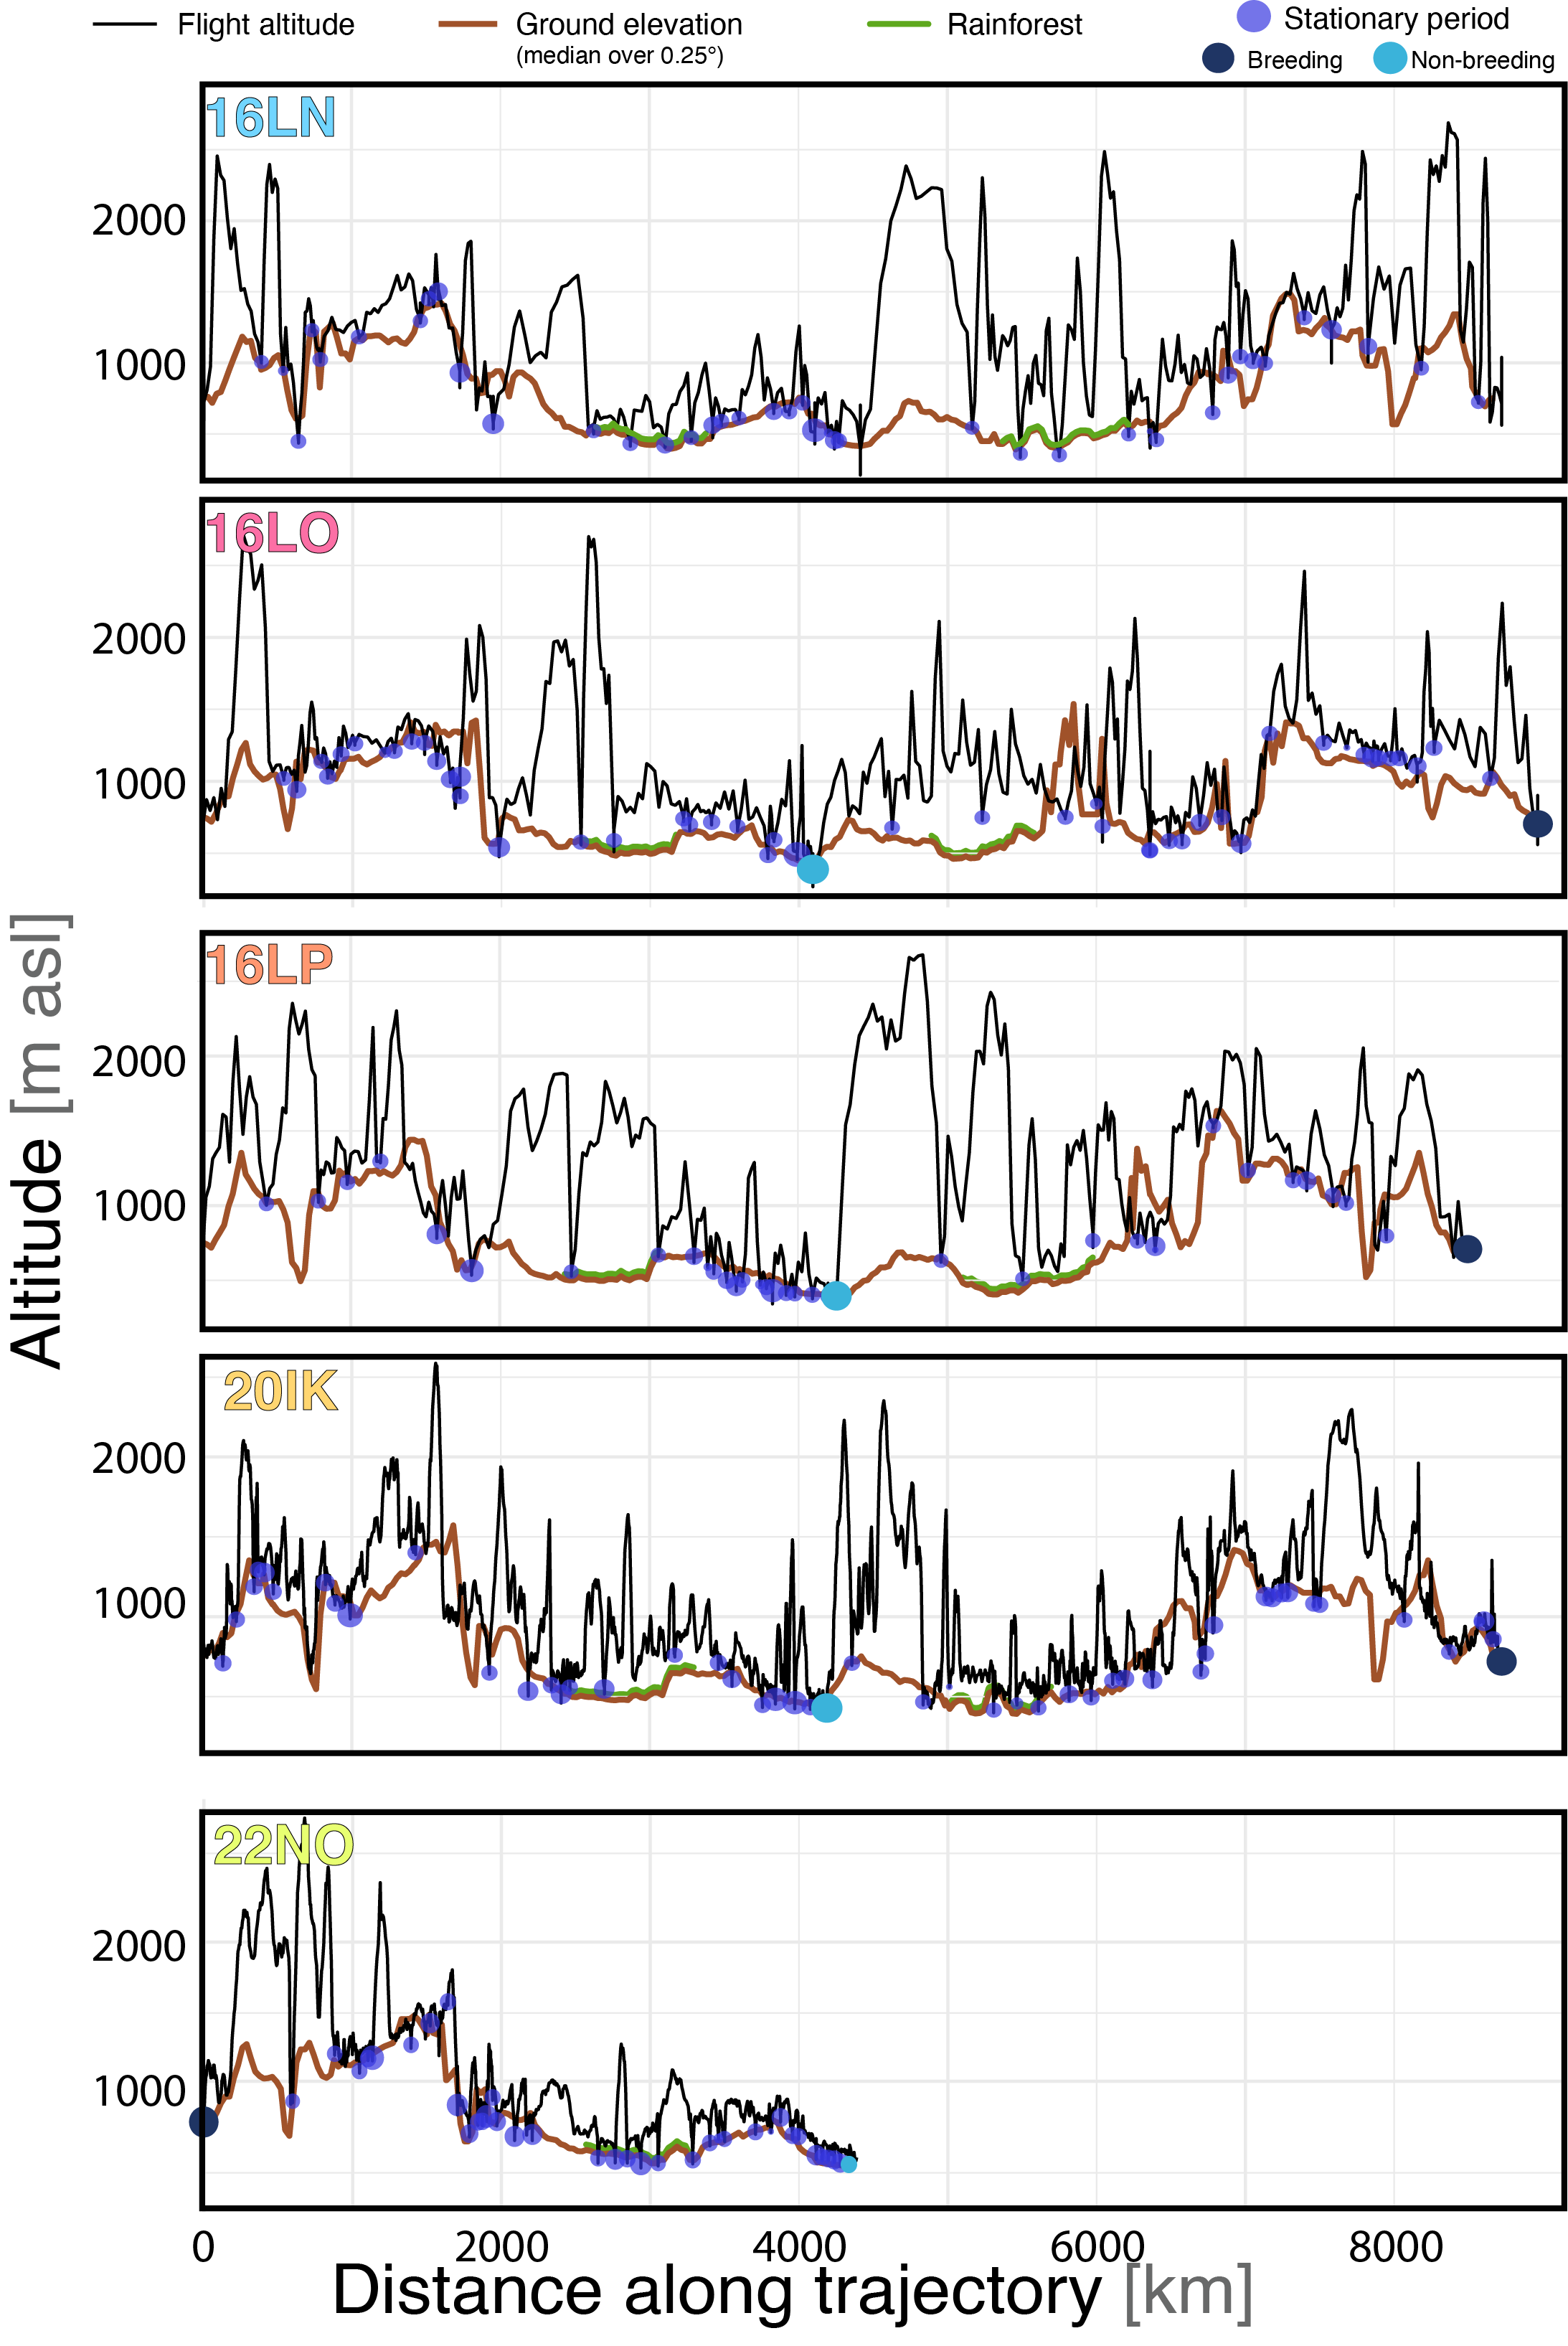 Flight altitude
Ground elevation
(median over 0.25°)
Rainforest
Stationary period
Breeding
Non-breeding
16LN
2000
1000
16LO
2000
1000
16LP
2000
1000
20IK
2000
1000
22NO
2000
1000
Altitude [m asl]
0 2000 4000 6000 8000
Distance along trajectory [km]